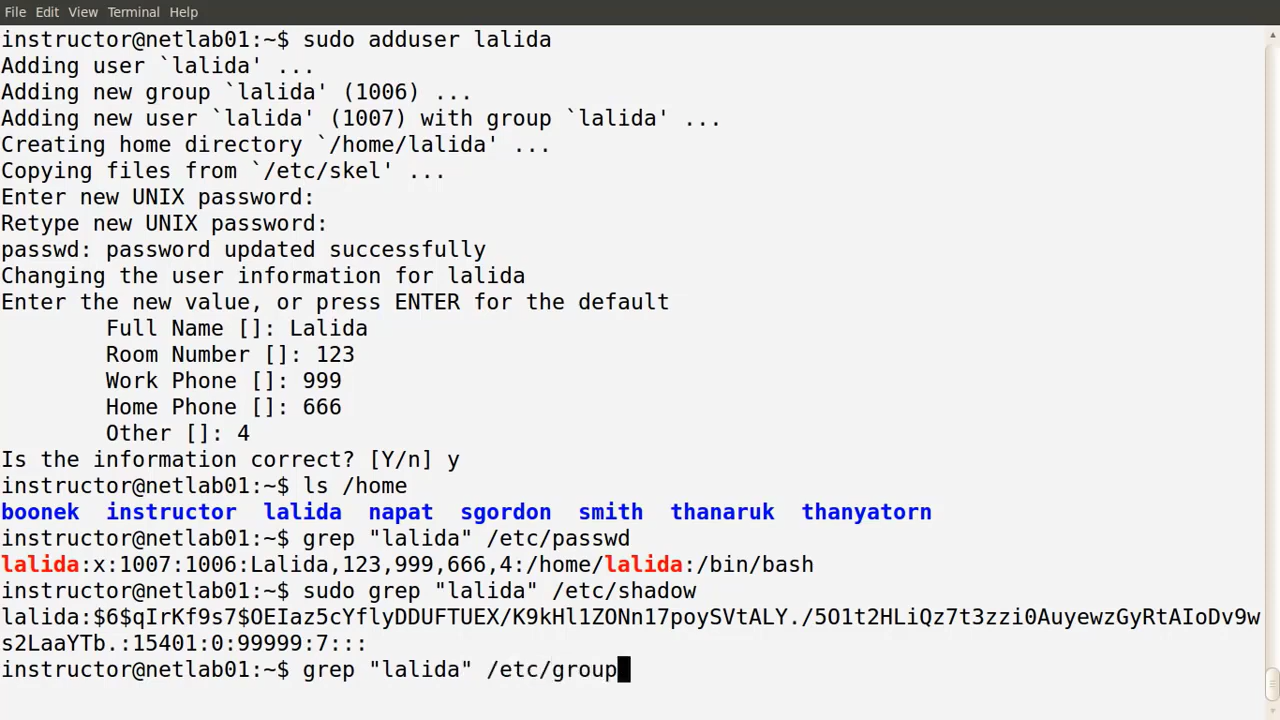 File Edit View Terminal Help
instructor@netlab01:~$ sudo adduser lalida
Adding user `lalida' ...
Adding new group `lalida' (1006) ...
Adding new user `lalida' (1007) with group `lalida' ...
Creating home directory `/home/lalida' ...
Copying files from `/etc/skel' ...
Enter new UNIX password:
Retype new UNIX password:
passwd: password updated successfully
Changing the user information for lalida
Enter the new value, or press ENTER for the default
        Full Name []: Lalida
        Room Number []: 123
        Work Phone []: 999
        Home Phone []: 666
        Other []: 4
Is the information correct? [Y/n] y
instructor@netlab01:~$ ls /home
boonek  instructor  lalida  napat  sgordon  smith  thanaruk  thanyatorn
instructor@netlab01:~$ grep "lalida" /etc/passwd
lalida:x:1007:1006:Lalida,123,999,666,4:/home/lalida:/bin/bash
instructor@netlab01:~$ sudo grep "lalida" /etc/shadow
lalida:$6$qIrKf9s7$OEIaz5cYflyDDUFTUEX/K9kHl1ZONn17poySVtALY./5O1t2HLiQz7t3zzi0AuyewzGyRtAIoDv9w
s2LaaYTb.:15401:0:99999:7:::
instructor@netlab01:~$ grep "lalida" /etc/group